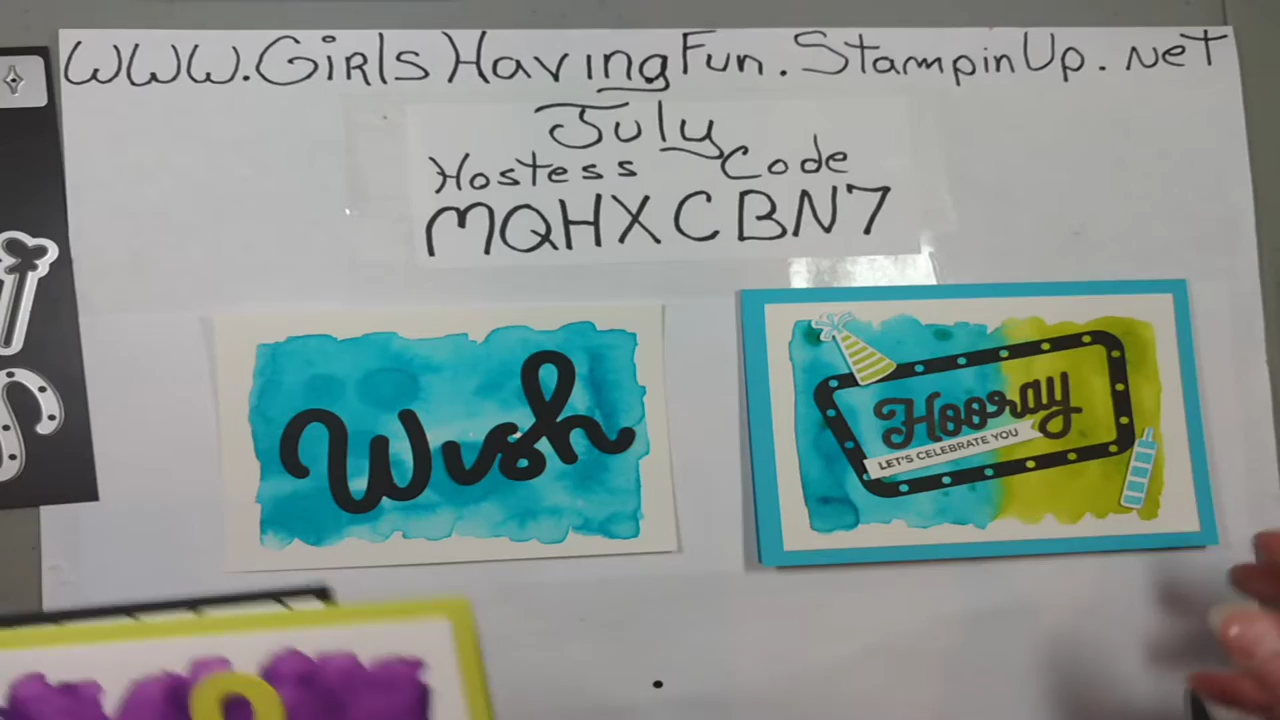 www.GirlsHavingFun.StampinUp.net
July
Hostess Code
MQHXCBN7
Wish
Hooray
LET'S CELEBRATE YOU